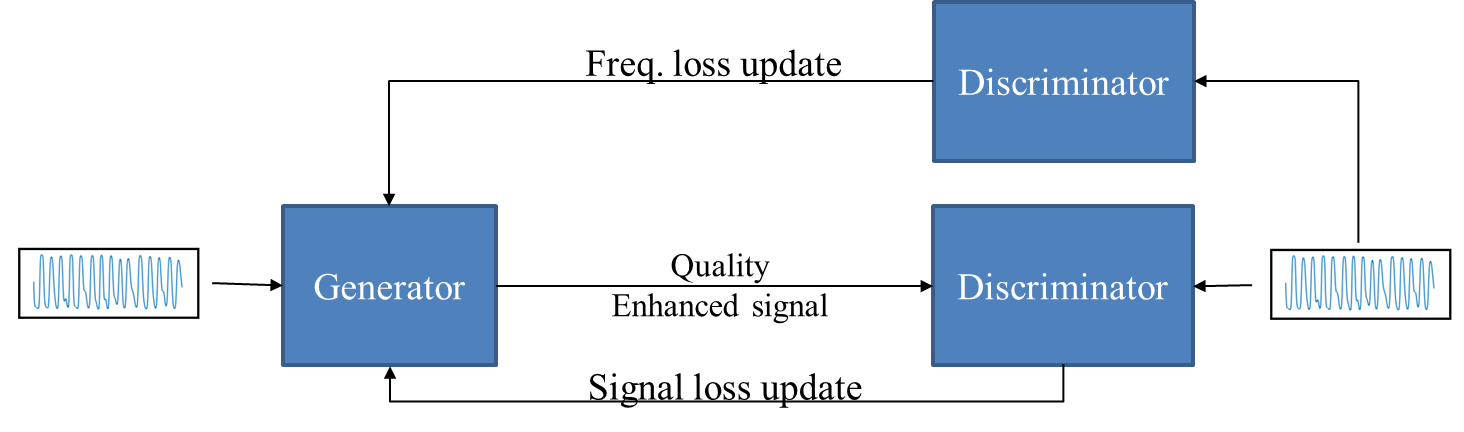 Freq. loss update
Discriminator
Generator
Quality
Enhanced signal
Discriminator
Signal loss update